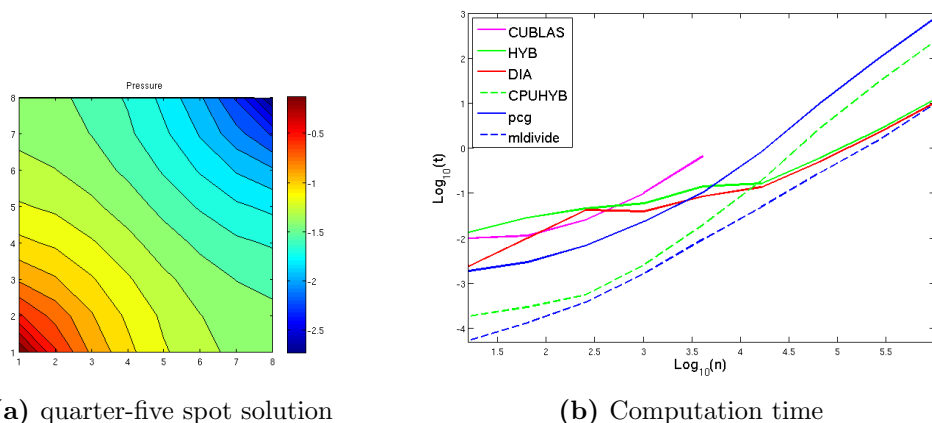 Pressure
8
7
6
5
4
3
2
1
1 2 3 4 5 6 7 8
-0.5
-1
-1.5
-2
-2.5
a) quarter-five spot solution
3
2
1
0
-1
-2
-3
-4
Log10(t)
CUBLAS
HYB
DIA
CPUHYB
pcg
mldivide
1.5 2 2.5 3 3.5 4 4.5 5 5.5
Log10(n)
(b) Computation time